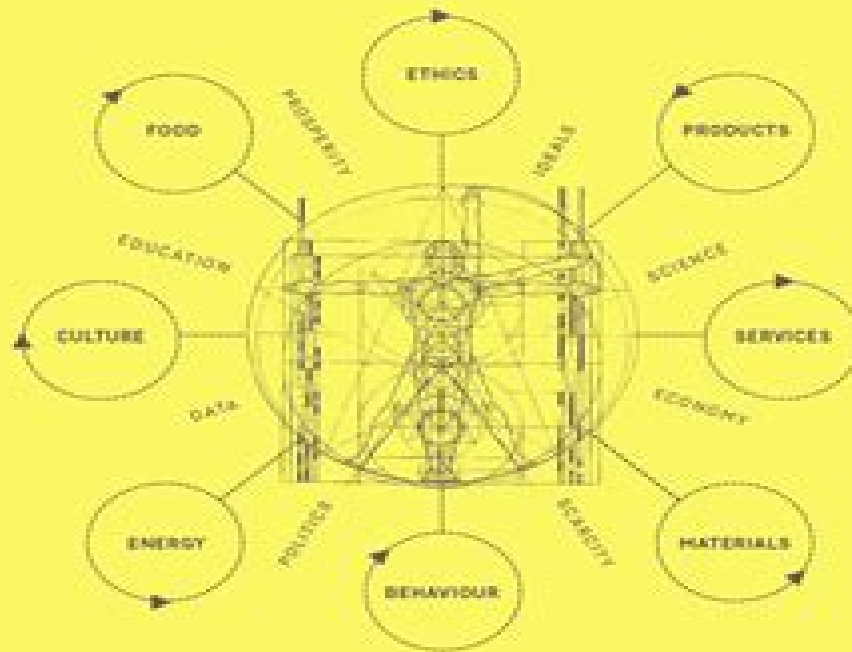 ETHICS
FOOD
PROSPERITY
IDEALS
PRODUCTS
EDUCATION
SCIENCE
CULTURE
SERVICES
DATA
ECONOMY
ENERGY
POLITICS
SCARCITY
MATERIALS
BEHAVIOUR